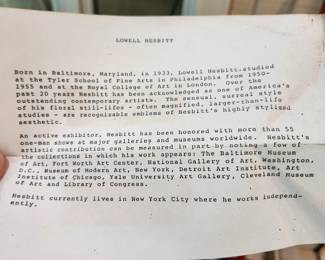 LOWELL NESBITT
Born in Baltimore, Maryland, in 1933, Lowell Nesbitt studied
at the Tyler School of Fine Arts in Philadelphia from 1950-
1955 and at the Royal College of Art in London. Over the
past 20 years Nesbitt has been acknowledged as one of America's
outstanding contemporary artists. The sensual, surreal style
of his floral still-lifes - often magnified, larger-than-life
studies - are recognizable emblems of Nesbitt's highly stylized
aesthetic.
An active exhibitor, Nesbitt has been honored with more than 55
one-man shows at major galleries and museums worldwide. Nesbitt's
artistic contribution can be measured in part by noting a few of
the collections in which his work appears: The Baltimore Museum
of Art, Fort Worth Art Center, National Gallery of Art, Washington,
D.C., Museum of Modern Art, New York, Detroit Art Institute, Art
Institute of Chicago, Yale University Art Gallery, Cleveland Museum
of Art and Library of Congress.
Nesbitt currently lives in New York City where he works independ-
ently.